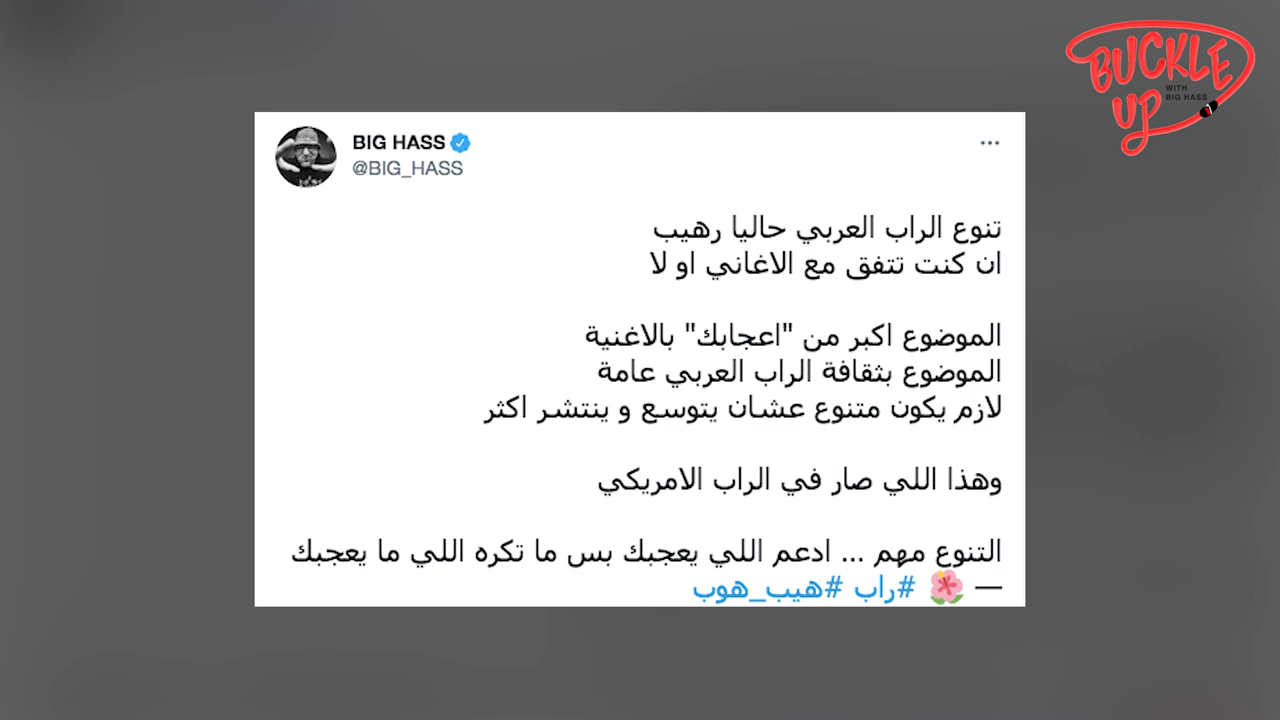 BUCKLE
UP
WITH
BIG HASS
BIG HASS
@BIG_HASS
تنوع الراب العربي حاليا رهيب
ان كنت تتفق مع الاغاني او لا
الموضوع اكبر من "اعجابك" بالاغنية
الموضوع بثقافة الراب العربي عامة
لازم يكون متنوع عشان يتوسع و ينتشر اكثر
وهذا اللي صار في الراب الامريكي
التنوع مهم ... ادعم اللي يعجبك بس ما تكره اللي ما يعجبك
— 🌺 #راب #هيب_هوب